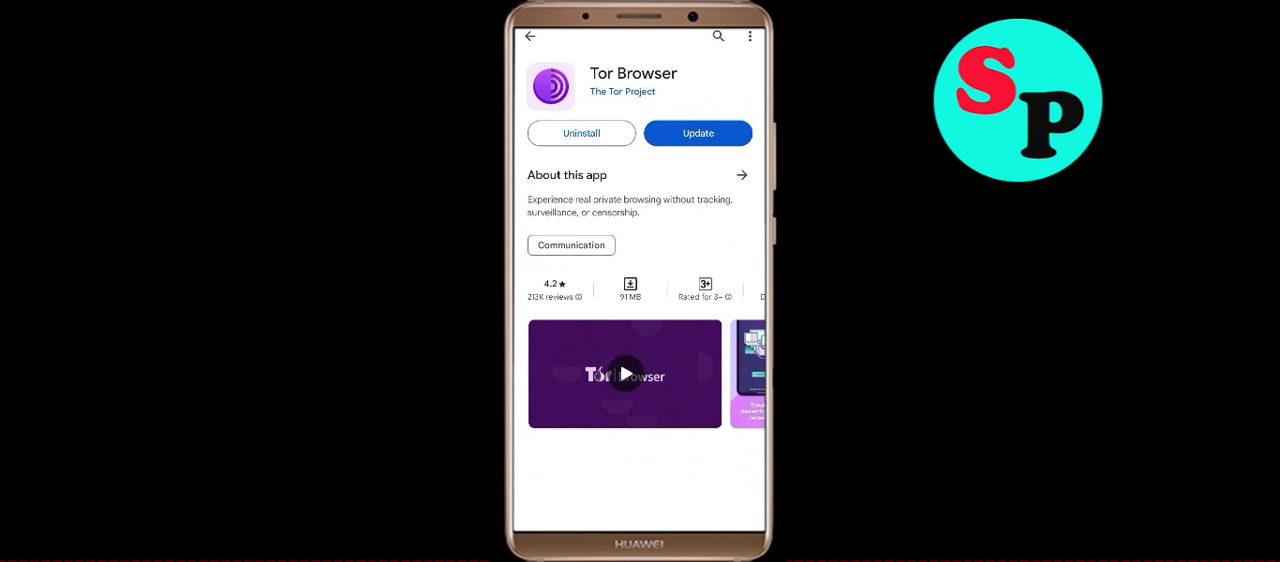 Tor Browser
The Tor Project
Uninstall
Update
About this app
Experience real private browsing without tracking,
surveillance, or censorship.
Communication
4.2★
213K reviews
91 MB
3+
Rated for 3+
D
Tor Browser
HUAWEI
SP